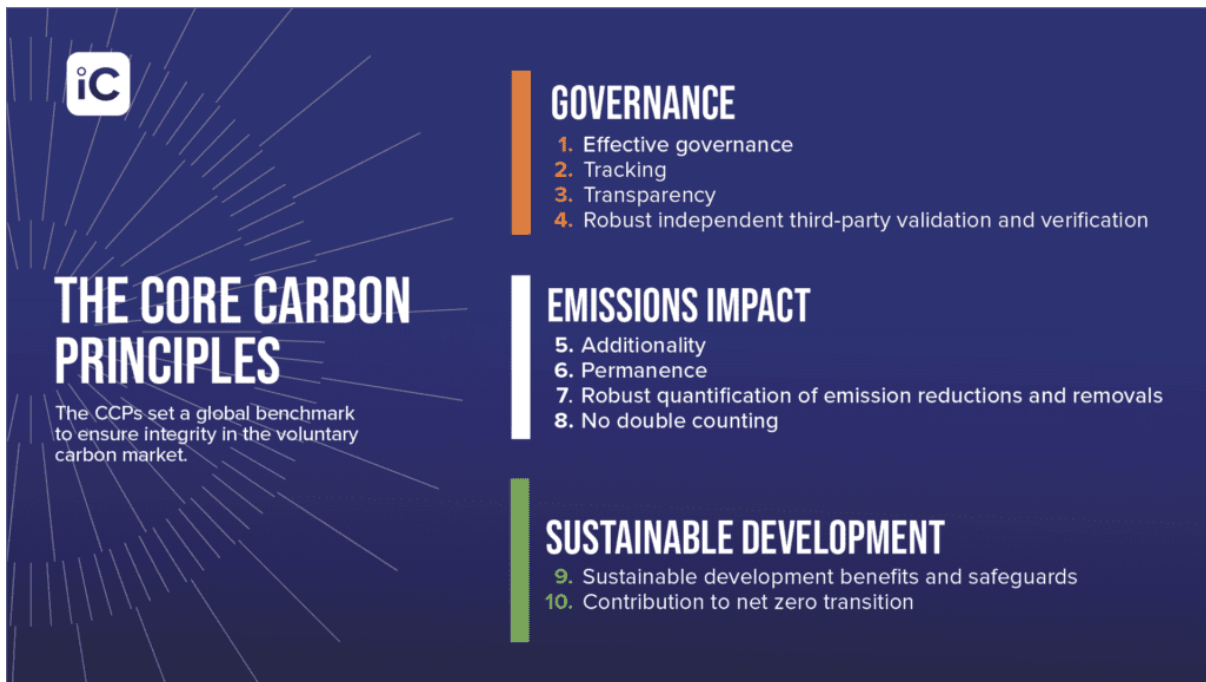 iC
THE CORE CARBON
PRINCIPLES
The CCPs set a global benchmark
to ensure integrity in the voluntary
carbon market.
GOVERNANCE
1. Effective governance
2. Tracking
3. Transparency
4. Robust independent third-party validation and verification
EMISSIONS IMPACT
5. Additionality
6. Permanence
7. Robust quantification of emission reductions and removals
8. No double counting
SUSTAINABLE DEVELOPMENT
9. Sustainable development benefits and safeguards
10. Contribution to net zero transition